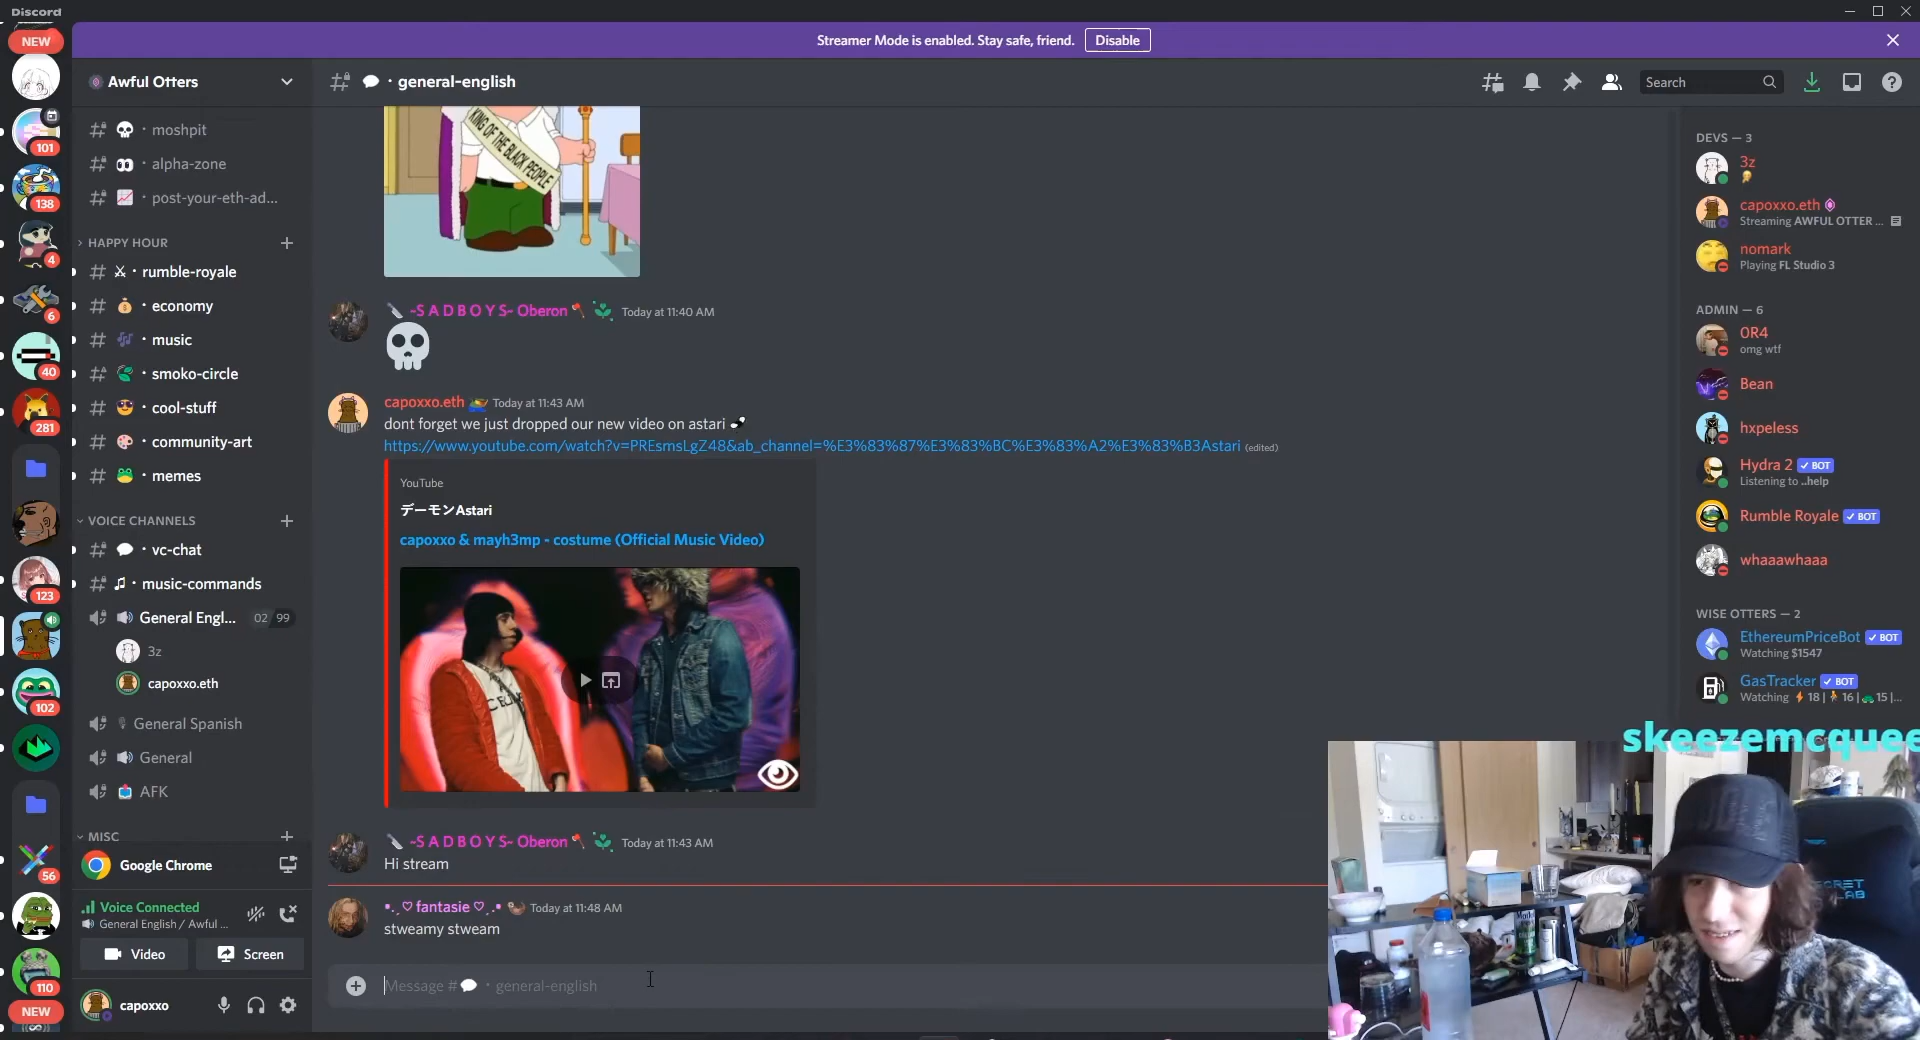 Discord
NEW
Streamer Mode is enabled. Stay safe, friend.
Disable
101
138
4
6
40
281
123
102
56
110
NEW
Awful Otters
moshpit
alpha-zone
post-your-eth-ad...
HAPPY HOUR
rumble-royale
economy
music
smoko-circle
cool-stuff
community-art
memes
VOICE CHANNELS
vc-chat
music-commands
General Engl... 02 99
3z
capoxxo.eth
General Spanish
General
AFK
MISC
Google Chrome
Voice Connected
General English / Awful ...
Video
Screen
capoxxo
general-english
Search
KING OF THE BLACK PEOPLE
~S A D B O Y S~ Oberon Today at 11:40 AM
capoxxo.eth Today at 11:43 AM
dont forget we just dropped our new video on astari
https://www.youtube.com/watch?v=PREsmsLgZ48&ab_channel=%E3%83%87%E3%83%BC%E3%83%A2%E3%83%B3Astari (edited)
YouTube
デーモンAstari
capoxxo & mayh3mp - costume (Official Music Video)
~S A D B O Y S~ Oberon Today at 11:43 AM
Hi stream
fantasie Today at 11:48 AM
stweamy stweam
Message # general-english
DEVS — 3
3z
capoxxo.eth
Streaming AWFUL OTTER ...
nomark
Playing FL Studio 3
ADMIN — 6
0R4
omg wtf
Bean
hxpeless
Hydra 2 BOT
Listening to ..help
Rumble Royale BOT
whaaawhaaa
WISE OTTERS — 2
EthereumPriceBot BOT
Watching $1547
GasTracker BOT
Watching 18 | 16 | 15 |...
skeezemcquee